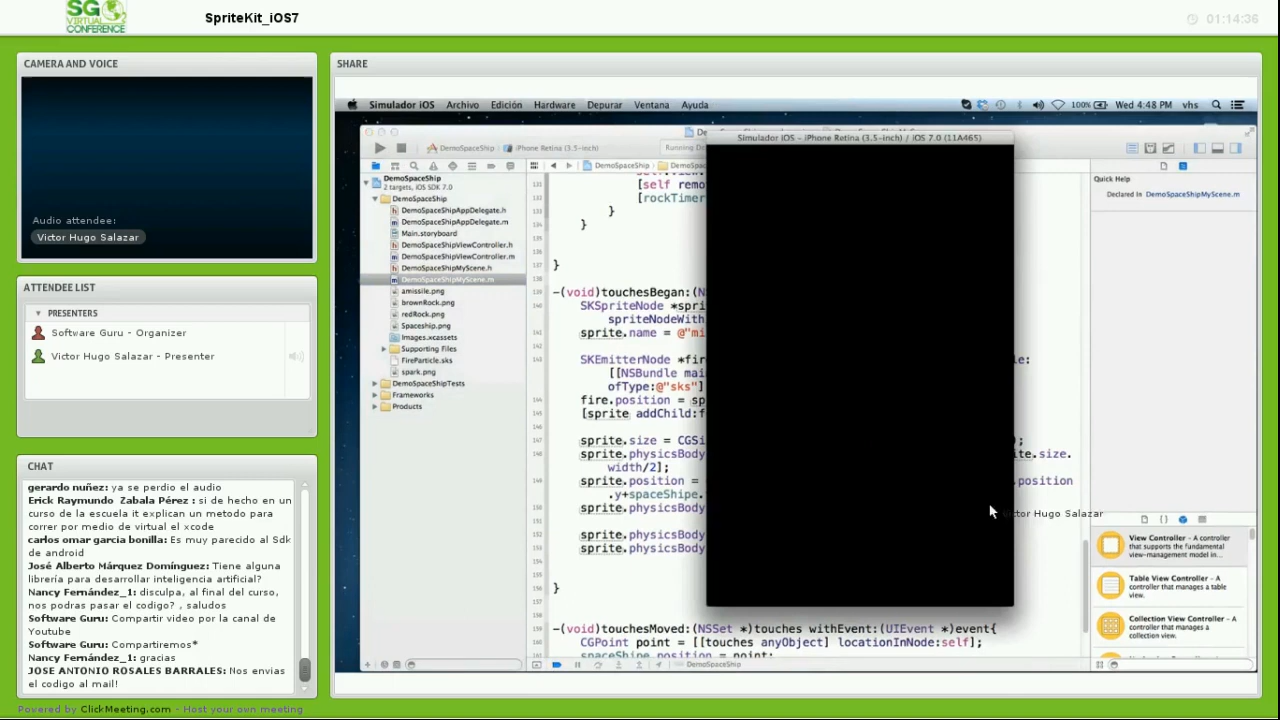 SG
VIRTUAL
CONFERENCE
SpriteKit_iOS7
01:14:36
CAMERA AND VOICE
Audio attendee:
Victor Hugo Salazar
ATTENDEE LIST
PRESENTERS
Software Guru - Organizer
Victor Hugo Salazar - Presenter
CHAT
gerardo nuñez: ya se perdio el audio
Erick Raymundo Zabala Pérez : si de hecho en un
curso de la escuela it explican un metodo para
correr por medio de virtual el xcode
carlos omar garcia bonilla: Es muy parecido al Sdk
de android
José Alberto Márquez Domínguez: Tiene alguna
librería para desarrollar inteligencia artificial?
Nancy Fernández_1: disculpa, al final del curso,
nos podras pasar el codigo? , saludos
Software Guru: Compartir video por la canal de
Youtube
Software Guru: Compartiremos*
Nancy Fernández_1: gracias
JOSE ANTONIO ROSALES BARRALES: Nos envias
el codigo al mail!
Powered by ClickMeeting.com - Host your own meeting
SHARE
Simulador iOS Archivo Edición Hardware Depurar Ventana Ayuda
100% Wed 4:48 PM vhs
Simulador iOS - iPhone Retina (3.5-inch) / iOS 7.0 (11A465)
DemoSpaceShip iPhone Retina (3.5-inch)
Running
DemoSpaceShip
DemoSpaceShip
2 targets, iOS SDK 7.0
DemoSpaceShip
DemoSpaceShipAppDelegate.h
DemoSpaceShipAppDelegate.m
Main.storyboard
DemoSpaceShipViewController.h
DemoSpaceShipViewController.m
DemoSpaceShipMyScene.h
DemoSpaceShipMyScene.m
amissile.png
brownRock.png
redRock.png
Spaceship.png
Images.xcassets
Supporting Files
FireParticle.sks
spark.png
DemoSpaceShipTests
Frameworks
Products
[self remo
[rockTimer
}
}
}
-(void)touchesBegan:(N
SKSpriteNode *spri
spriteNodeWith
sprite.name = @"mi
SKEmitterNode *fir
le:
[[NSBundle mai
ofType:@"sks"]
fire.position = sp
[sprite addChild:f
sprite.size = CGSi
);
sprite.physicsBody
te.size.
width/2];
sprite.position =
.position
.y+spaceShipe.
sprite.physicsBody
sprite.physicsBody
sprite.physicsBody
}
-(void)touchesMoved:(NSSet *)touches withEvent:(UIEvent *)event{
CGPoint point = [[touches anyObject] locationInNode:self];
spaceShipe.position = point;
DemoSpaceShip
Victor Hugo Salazar
Quick Help
Declared In DemoSpaceShipMyScene.m
View Controller - A controller
that supports the fundamental
view-management model in...
Table View Controller - A
controller that manages a table
view.
Collection View Controller - A
controller that manages a
collection view.